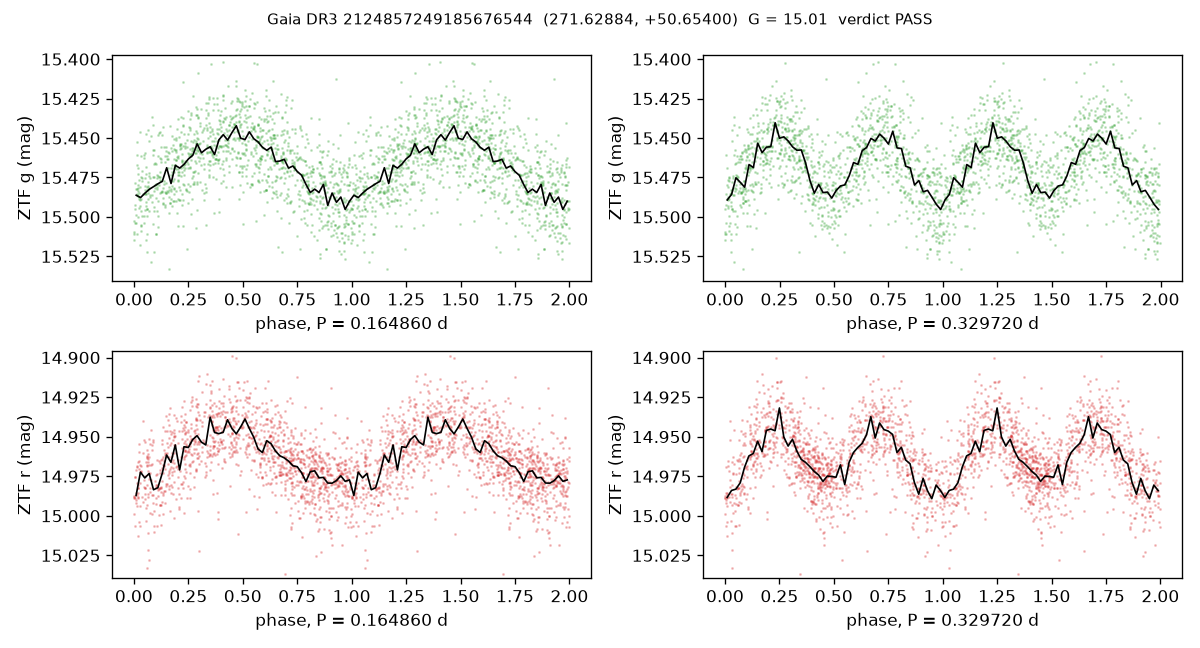 Gaia DR3 2124857249185676544  (271.62884, +50.65400)  G = 15.01  verdict PASS
ZTF g (mag)
15.400
15.425
15.450
15.475
15.500
15.525
0.00 0.25 0.50 0.75 1.00 1.25 1.50 1.75 2.00
phase, P = 0.164860 d
ZTF g (mag)
15.400
15.425
15.450
15.475
15.500
15.525
0.00 0.25 0.50 0.75 1.00 1.25 1.50 1.75 2.00
phase, P = 0.329720 d
ZTF r (mag)
14.900
14.925
14.950
14.975
15.000
15.025
0.00 0.25 0.50 0.75 1.00 1.25 1.50 1.75 2.00
phase, P = 0.164860 d
ZTF r (mag)
14.900
14.925
14.950
14.975
15.000
15.025
0.00 0.25 0.50 0.75 1.00 1.25 1.50 1.75 2.00
phase, P = 0.329720 d